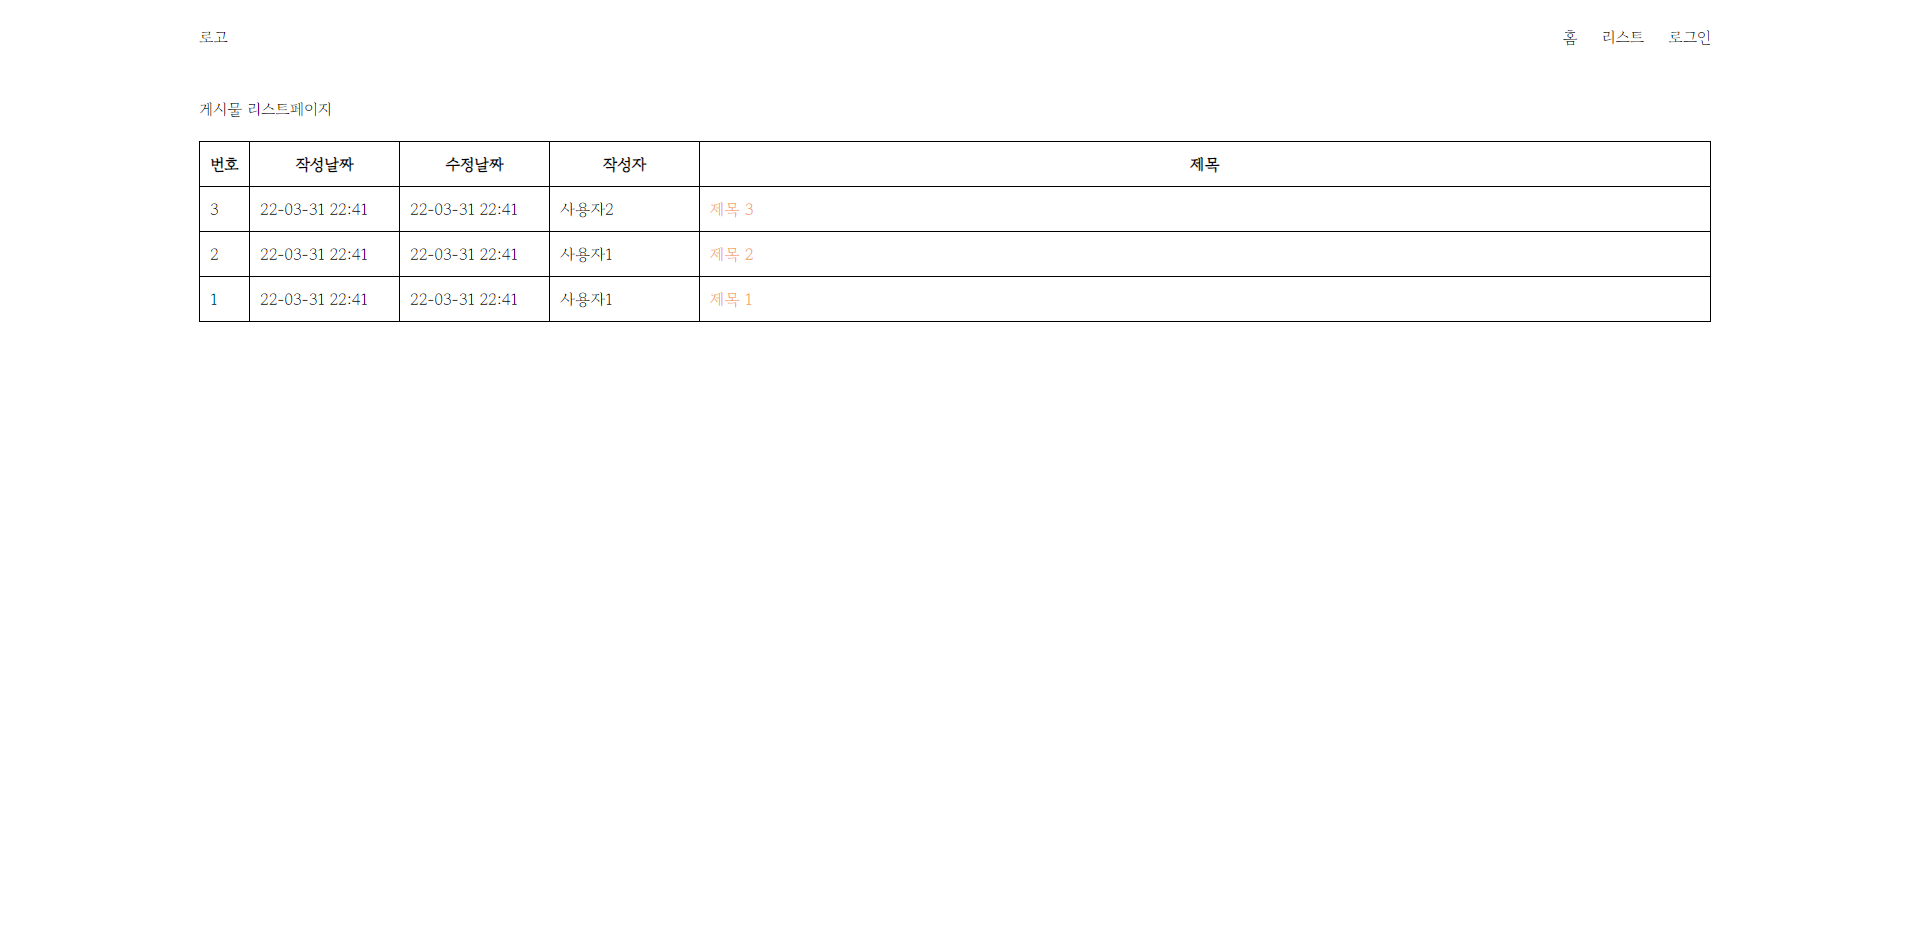 로고 홈 리스트 로그인
게시물 리스트페이지
번호 작성날짜 수정날짜 작성자 제목
3 22-03-31 22:41 22-03-31 22:41 사용자2 제목 3
2 22-03-31 22:41 22-03-31 22:41 사용자1 제목 2
1 22-03-31 22:41 22-03-31 22:41 사용자1 제목 1